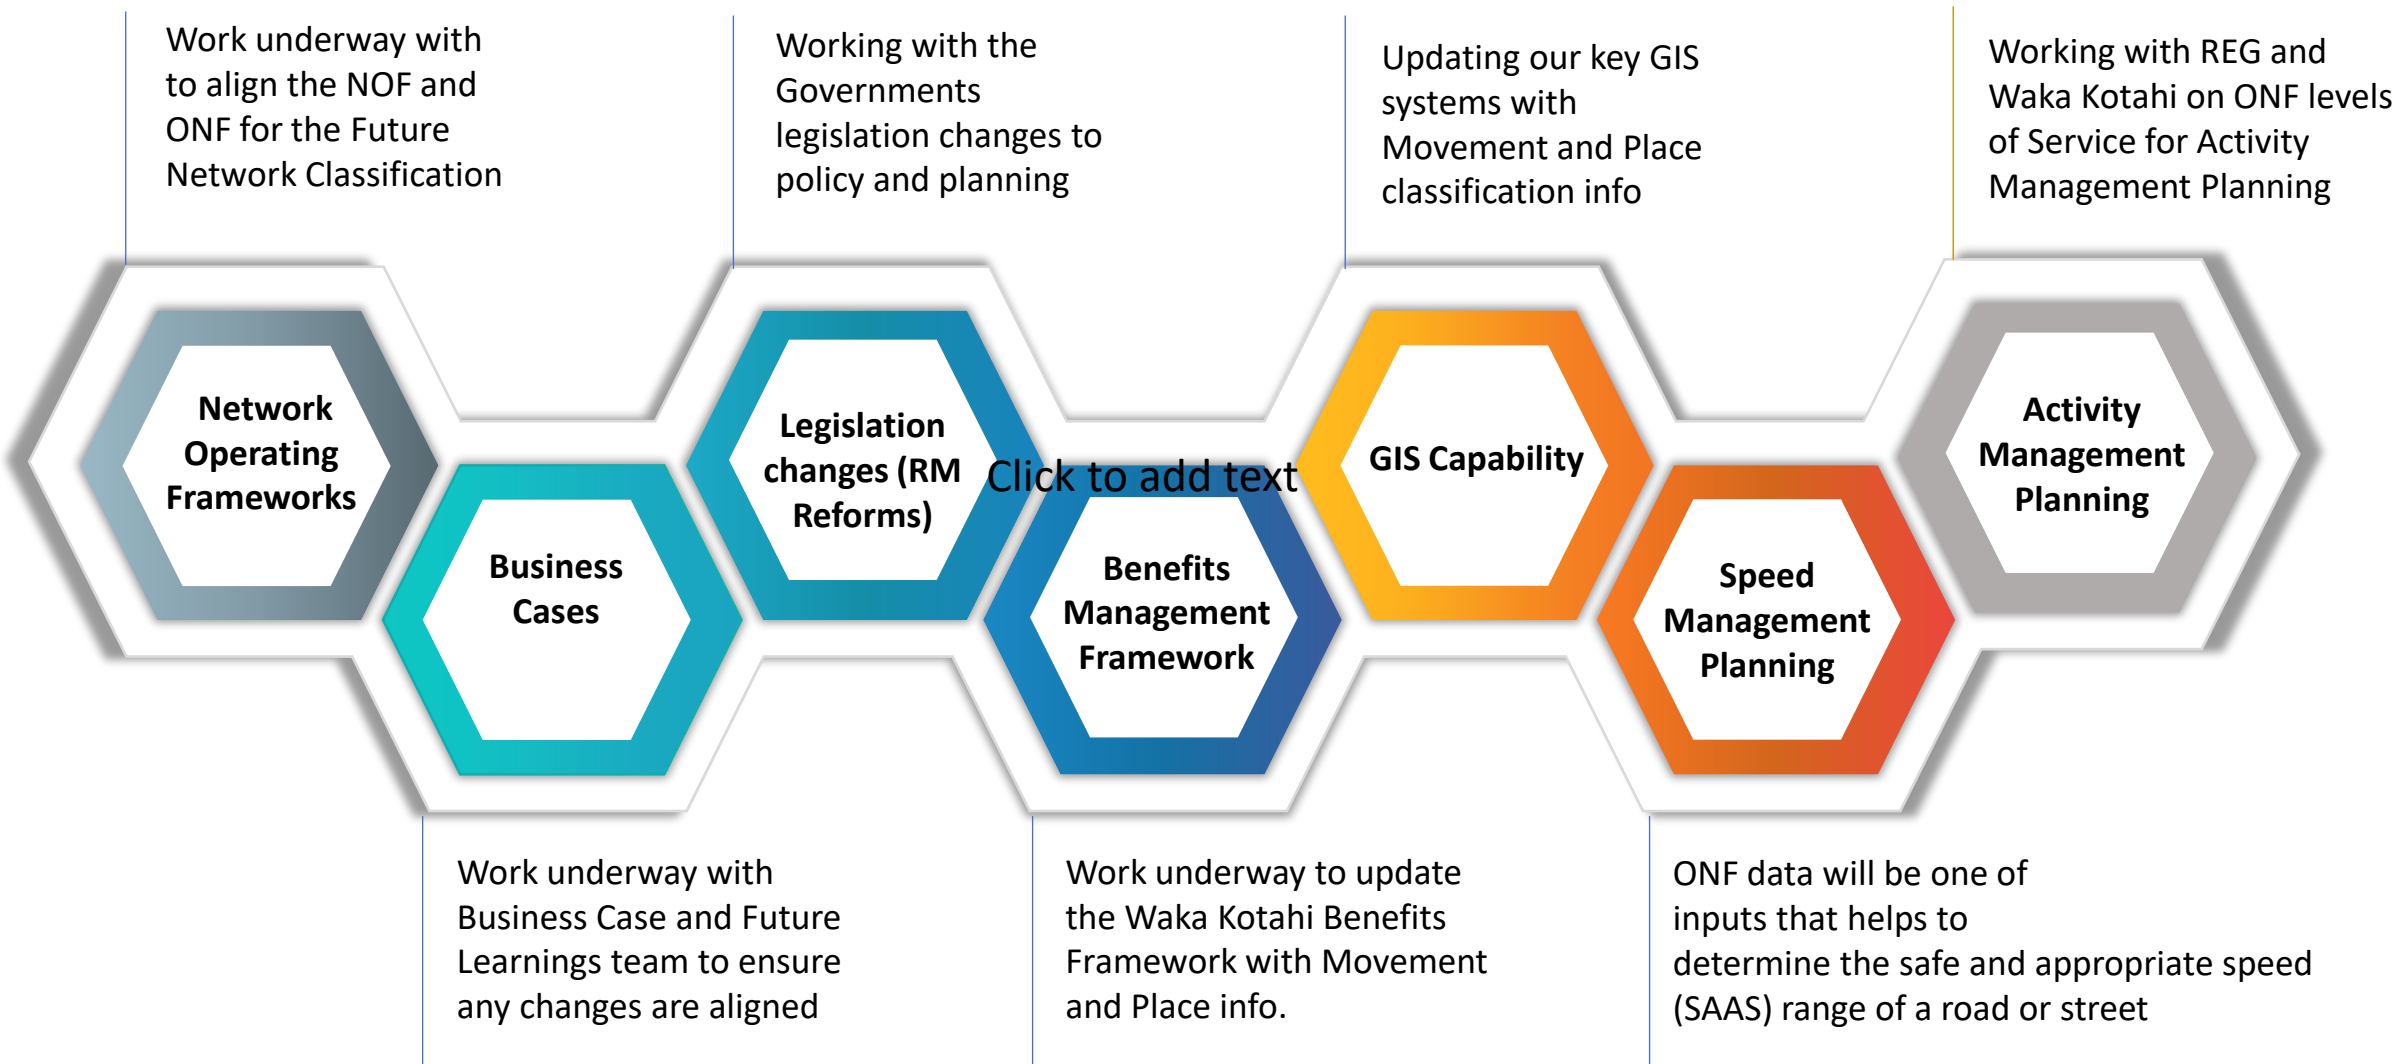 Work underway with
to align the NOF and
ONF for the Future
Network Classification
Working with the
Governments
legislation changes to
policy and planning
Updating our key GIS
systems with
Movement and Place
classification info
Working with REG and
Waka Kotahi on ONF levels
of Service for Activity
Management Planning
Network
Operating
Frameworks
Business
Cases
Legislation
changes (RM
Reforms)
Click to add text
Benefits
Management
Framework
GIS Capability
Speed
Management
Planning
Activity
Management
Planning
Work underway with
Business Case and Future
Learnings team to ensure
any changes are aligned
Work underway to update
the Waka Kotahi Benefits
Framework with Movement
and Place info.
ONF data will be one of
inputs that helps to
determine the safe and appropriate speed
(SAAS) range of a road or street